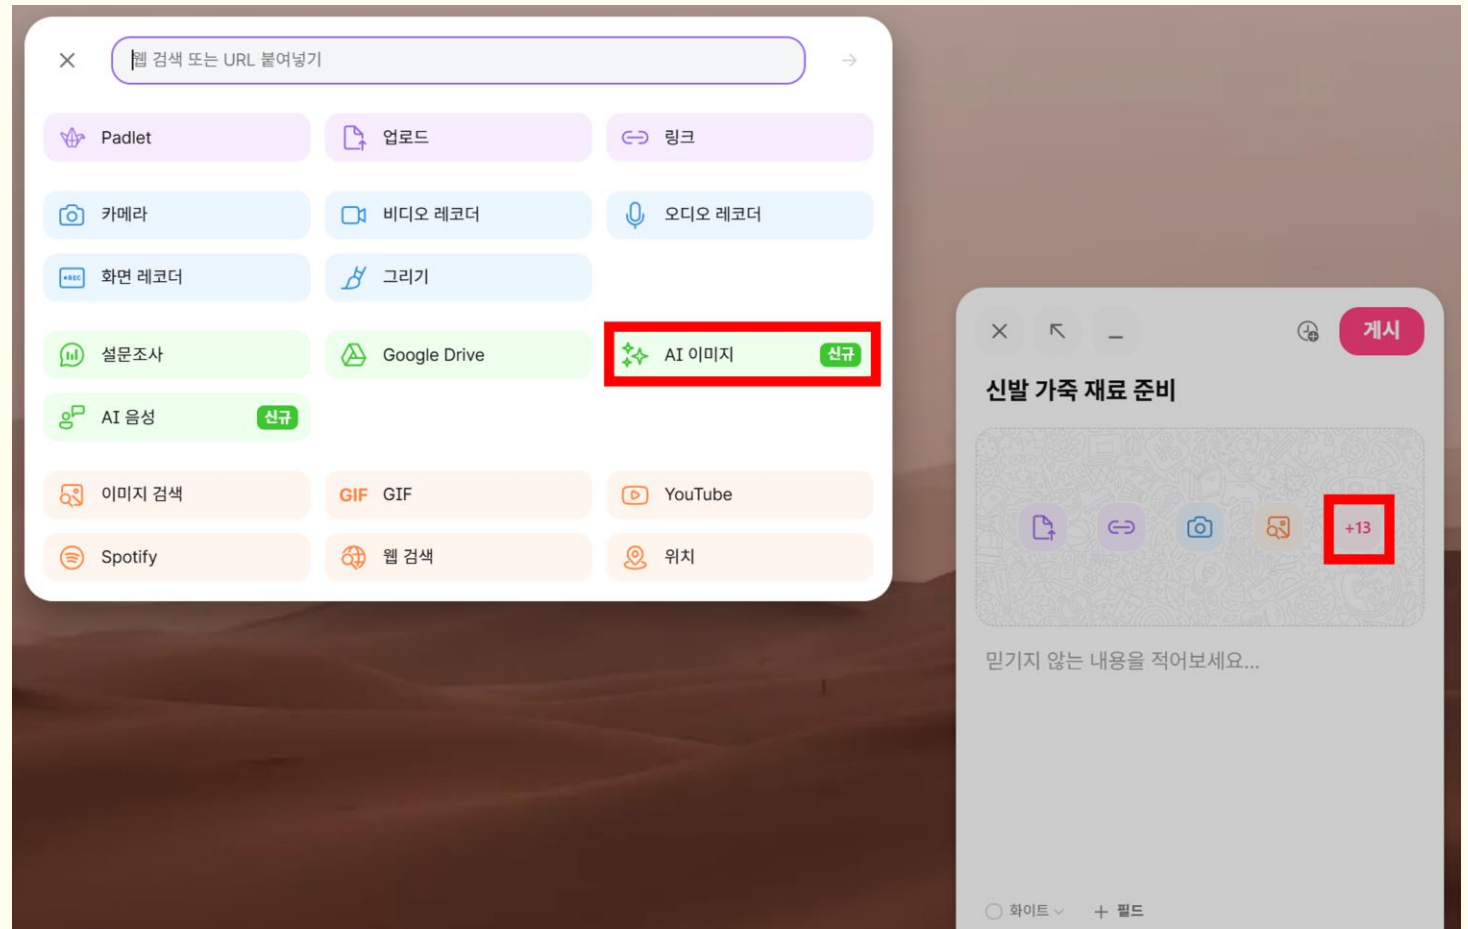 웹 검색 또는 URL 붙여넣기
Padlet
업로드
링크
카메라
비디오 레코더
오디오 레코더
REC
화면 레코더
그리기
설문조사
Google Drive
AI 이미지
신규
AI 음성
신규
이미지 검색
GIF GIF
YouTube
Spotify
웹 검색
위치
게시
신발 가죽 재료 준비
+13
믿기지 않는 내용을 적어보세요...
화이트
필드